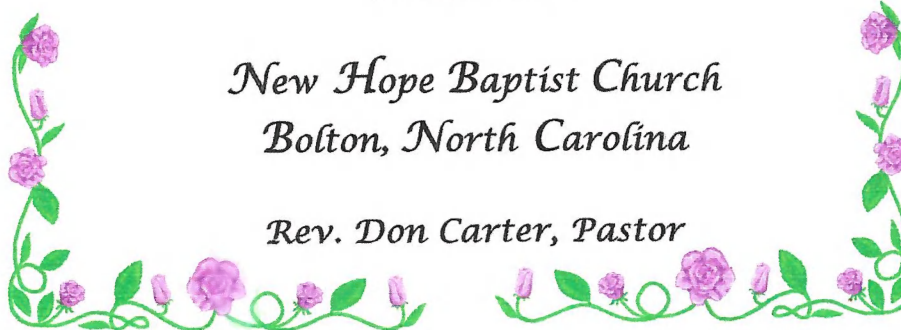 New Hope Baptist Church
Bolton, North Carolina
Rev. Don Carter, Pastor